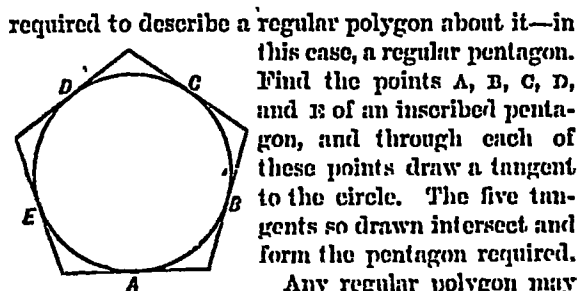 required to describe a regular polygon about it—in
this case, a regular pentagon.
Find the points A, B, C, D,
and E of an inscribed penta-
gon, and through each of
these points draw a tangent
to the circle. The five tan-
gents so drawn intersect and
form the pentagon required.
Any regular polygon may
D
C
E
B
A